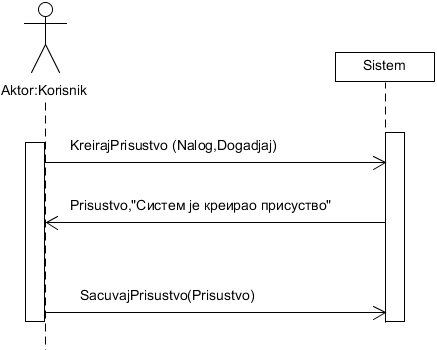 Sistem
Aktor:Korisnik
KreirajPrisustvo (Nalog,Dogadjaj)
Prisustvo,"Систем је креирао присуство"
SacuvajPrisustvo(Prisustvo)